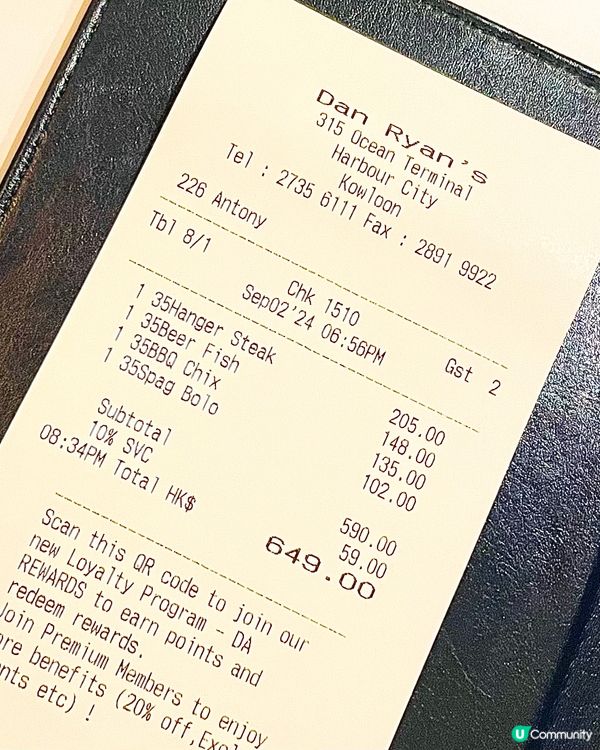 Dan Ryan's
315 Ocean Terminal
Harbour City
Kowloon
Tel : 2735 6111 Fax : 2891 9922
226 Antony
Tbl 8/1 Chk 1510 Gst 2
Sep02'24 06:56PM
1 35Hanger Steak 205.00
1 35Beer Fish 148.00
1 35BBQ Chix 135.00
1 35Spag Bolo 102.00
Subtotal 590.00
10% SVC 59.00
08:34PM Total HK$ 649.00
Scan this QR code to join our
new Loyalty Program - DA
REWARDS to earn points and
redeem rewards.
Join Premium Members to enjoy
benefits (20% off,
etc) !
U Community